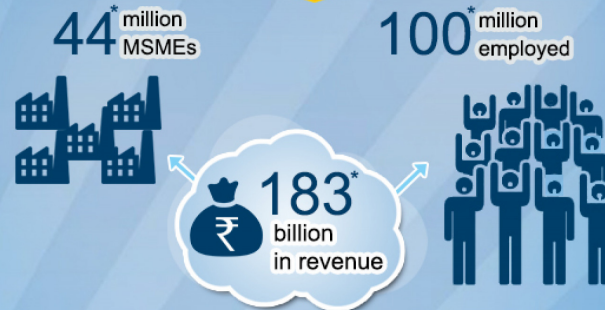 44* million
MSMEs
100* million
employed
₹
183*
billion
in revenue